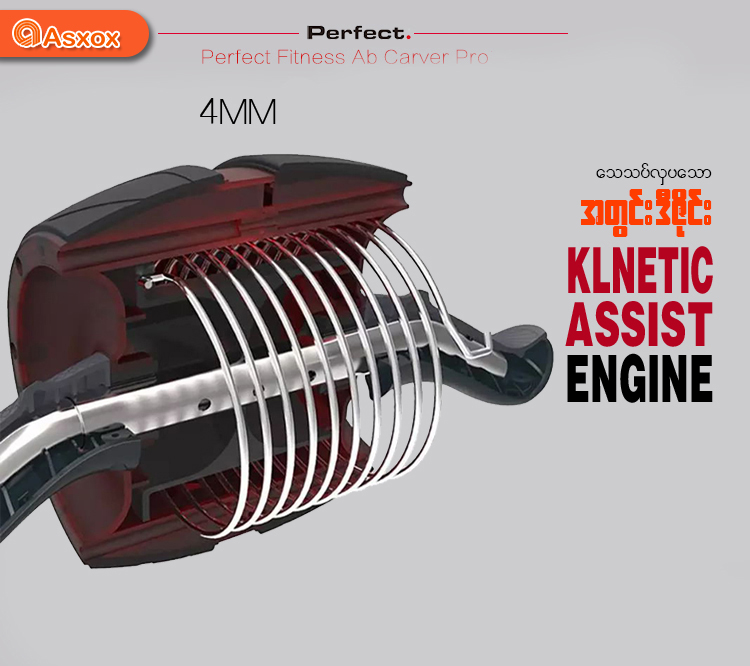 Asxox
Perfect.
Perfect Fitness Ab Carver Pro
4MM
သေသပ်လှပသော
အတွင်းဒီဇိုင်း
KLNETIC
ASSIST
ENGINE